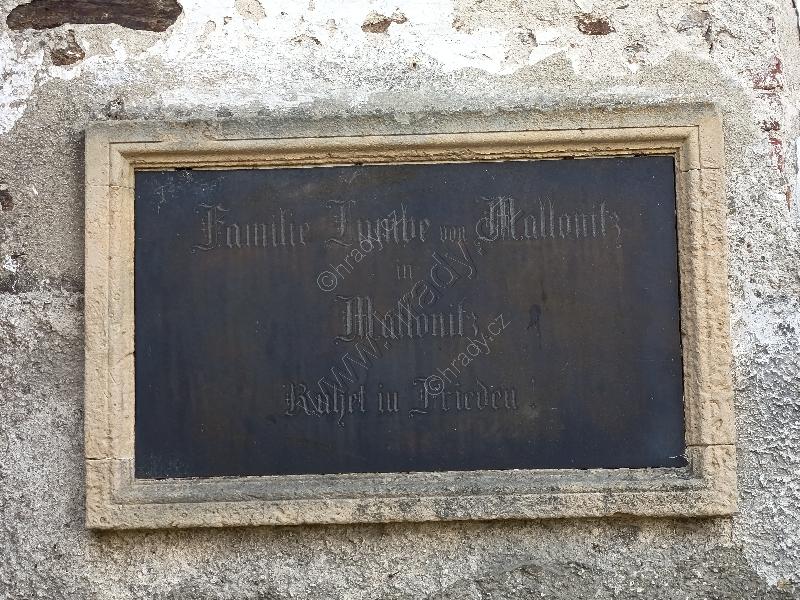 Familie Lumbe von Mallonitz
in
Mallonitz
Ruhet in Frieden!
©hrady.cz
www.hrady.cz
©hrady.cz